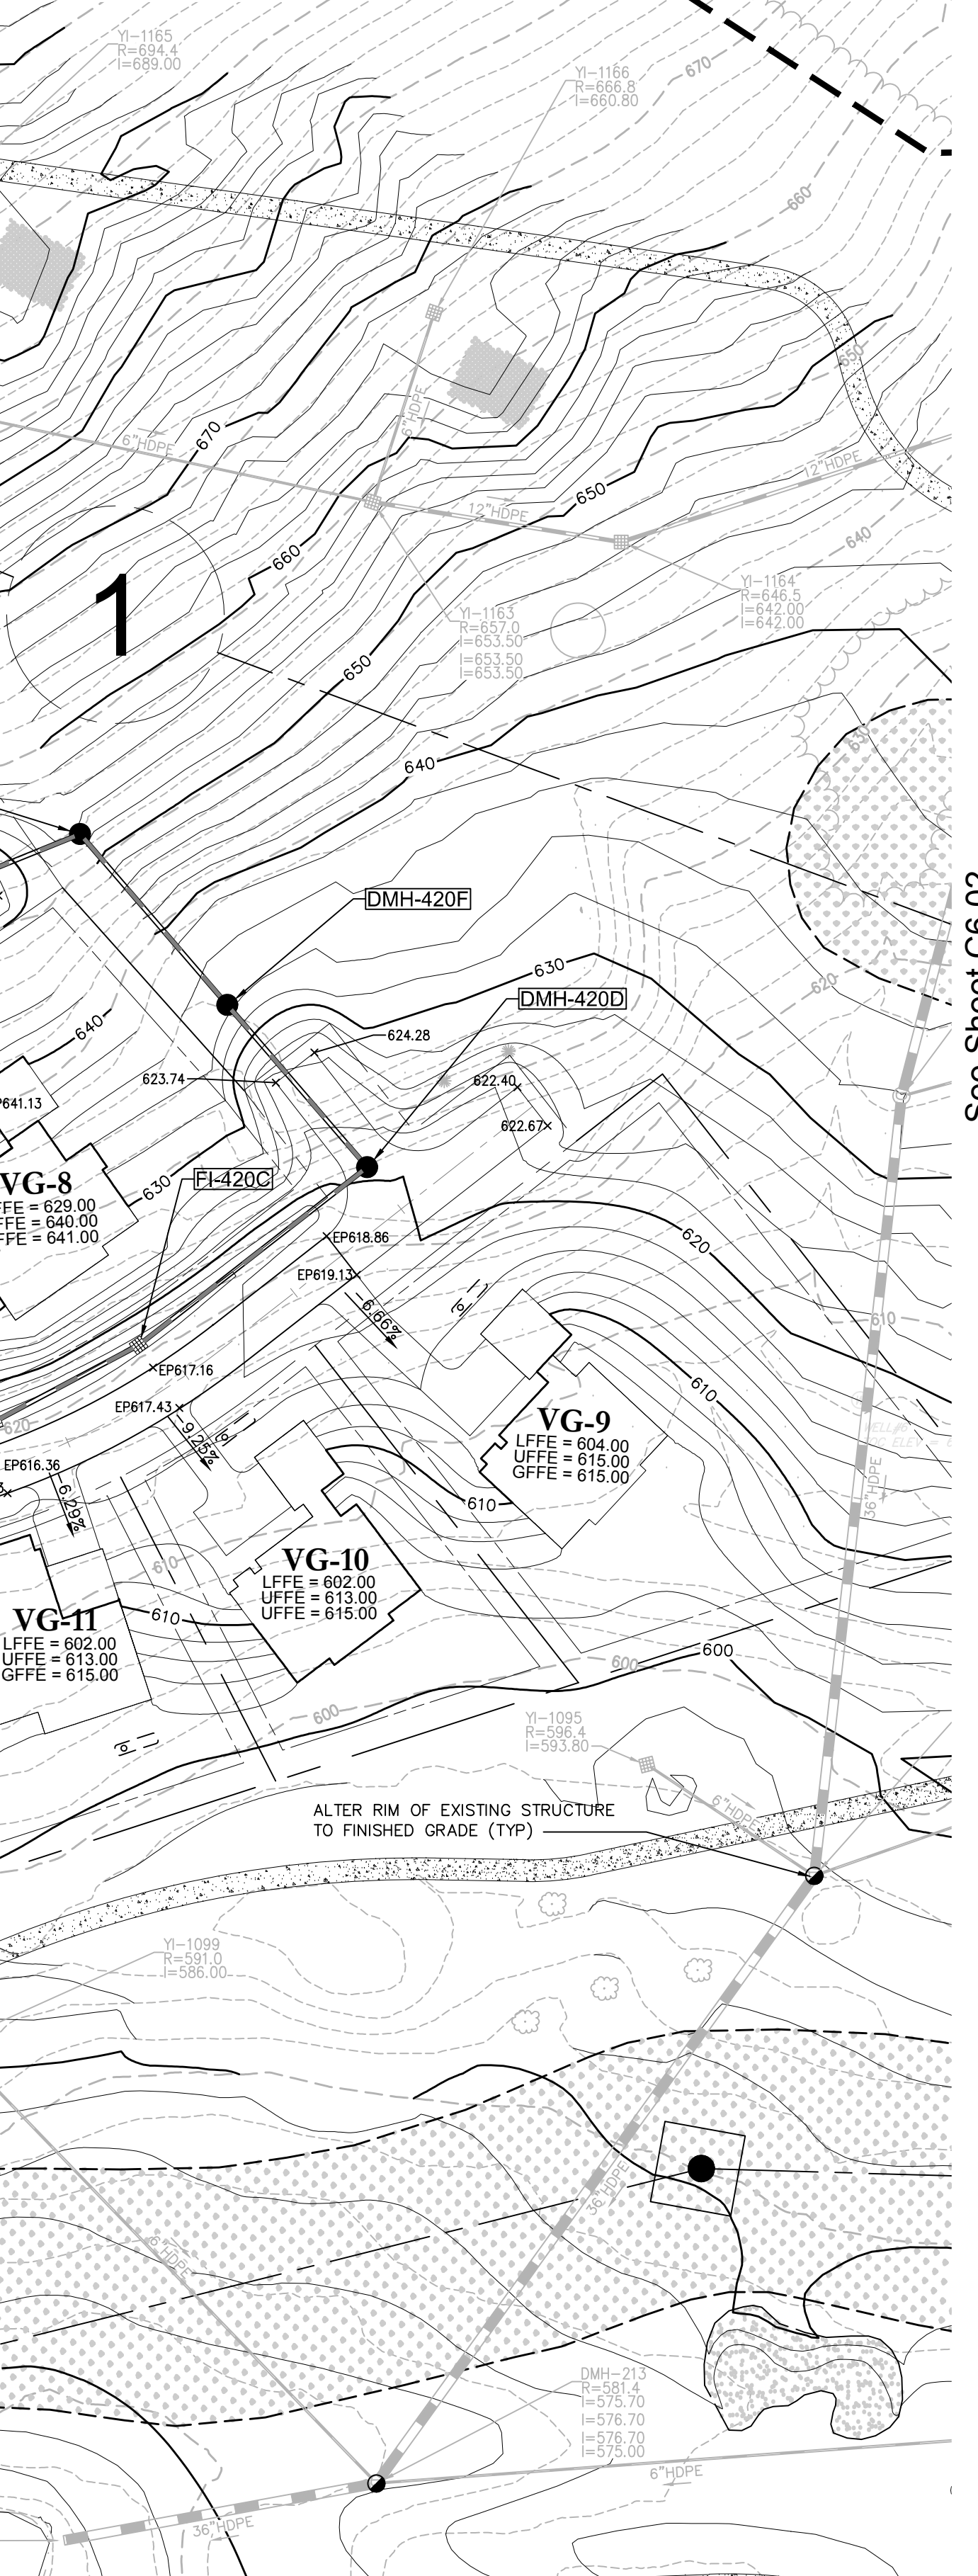 YI-1165
R=694.4
I=689.00
YI-1166
R=666.8
I=660.80
670
660
650
6"HDPE
6"HDPE
670
12"HDPE
650
12"HDPE
640
660
1
YI-1164
R=646.5
I=642.00
I=642.00
YI-1163
R=657.0
I=653.50
I=653.50
I=653.50
650
640
630
See Sheet C6.02
DMH-420F
630
620
DMH-420D
640
624.28
623.74
622.40
622.67
641.13
VG-8
FFE = 629.00
FFE = 640.00
FFE = 641.00
630
FI-420C
EP618.86
620
EP619.13
6.66%
610
EP617.16
610
EP617.43
620
9.25%
VG-9
LFFE = 604.00
UFFE = 615.00
GFFE = 615.00
EP616.36
6.29%
610
36"HDPE
610
VG-10
LFFE = 602.00
UFFE = 613.00
UFFE = 615.00
610
VG-11
LFFE = 602.00
UFFE = 613.00
GFFE = 615.00
600
600
600
YI-1095
R=596.4
I=593.80
6"HDPE
ALTER RIM OF EXISTING STRUCTURE
TO FINISHED GRADE (TYP)
YI-1099
R=591.0
I=586.00
36"HDPE
6"HDPE
DMH-213
R=581.4
I=575.70
I=576.70
I=576.70
I=575.00
6"HDPE
36"HDPE